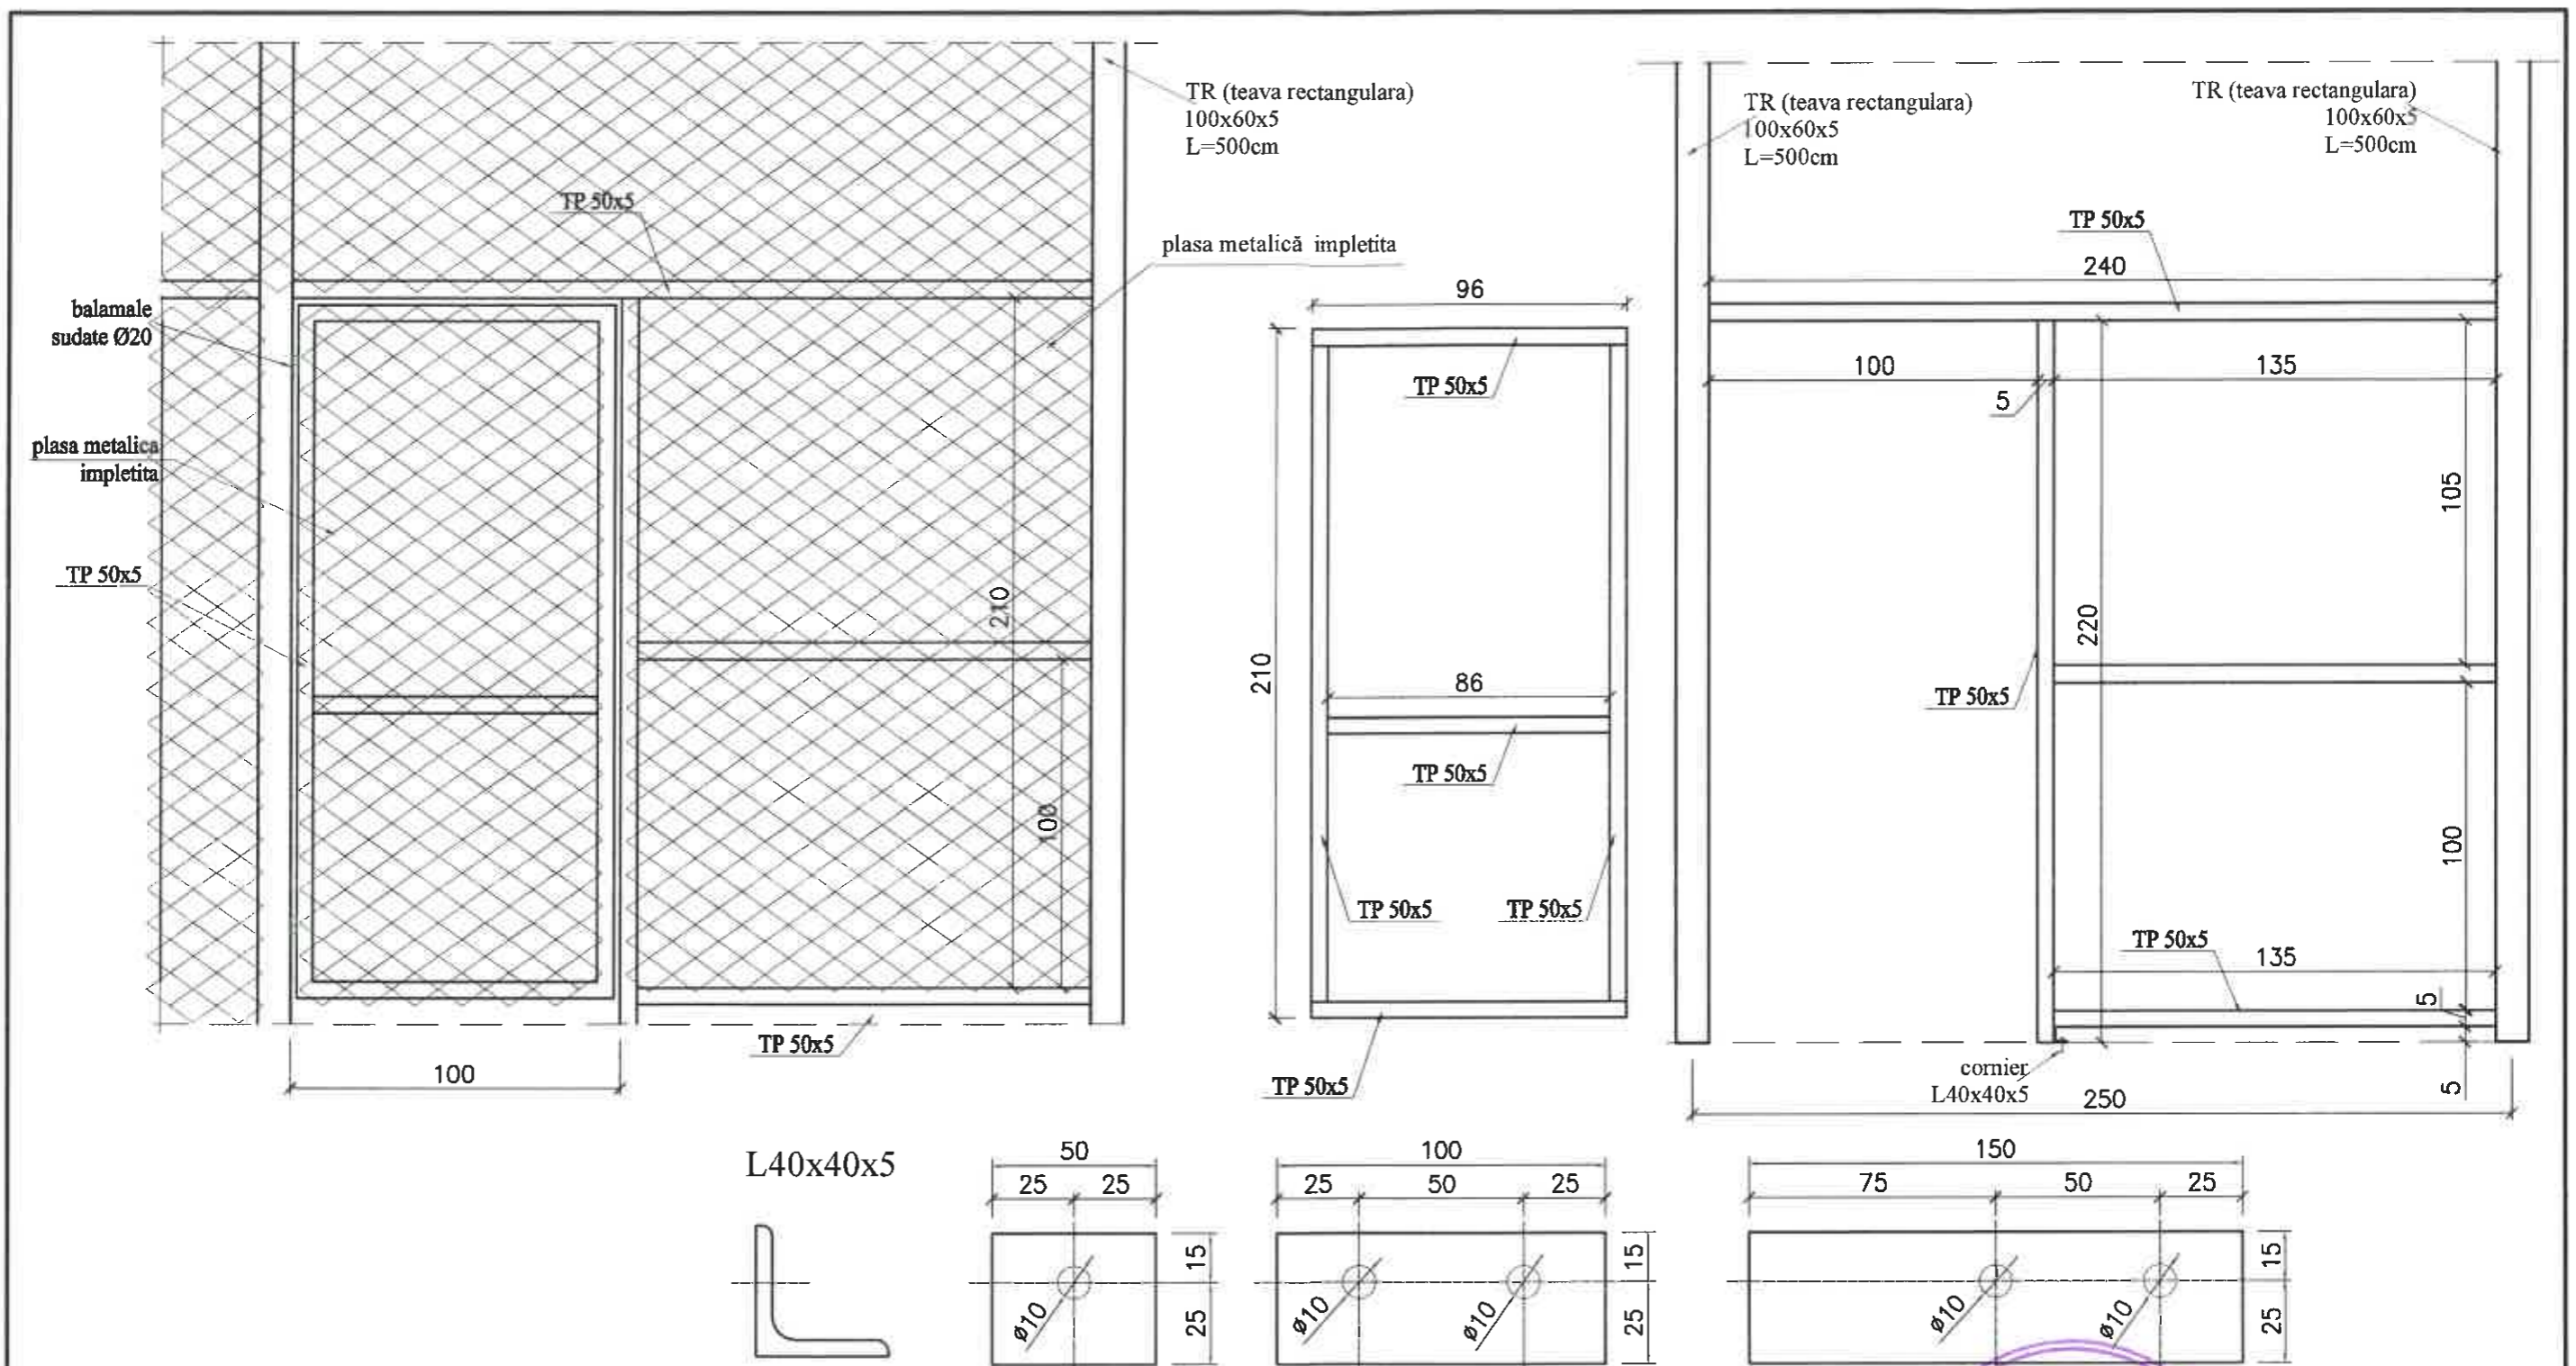 TR (teava rectangulara)
100x60x5
L=500cm
TP 50x5
plasa metalică impletita
balamale
sudate Ø20
plasa metalica
impletita
TP 50x5
210
100
TP 50x5
100
96
TP 50x5
210
86
TP 50x5
TP 50x5
TP 50x5
TP 50x5
TR (teava rectangulara)
100x60x5
L=500cm
TR (teava rectangulara)
100x60x5
L=500cm
TP 50x5
240
100
135
5
105
220
TP 50x5
100
TP 50x5
135
5
cornier
L40x40x5
5
250
L40x40x5
50
25 25
15
25
ø10
100
25 50 25
15
25
ø10
ø10
150
75 50 25
15
25
ø10
ø10